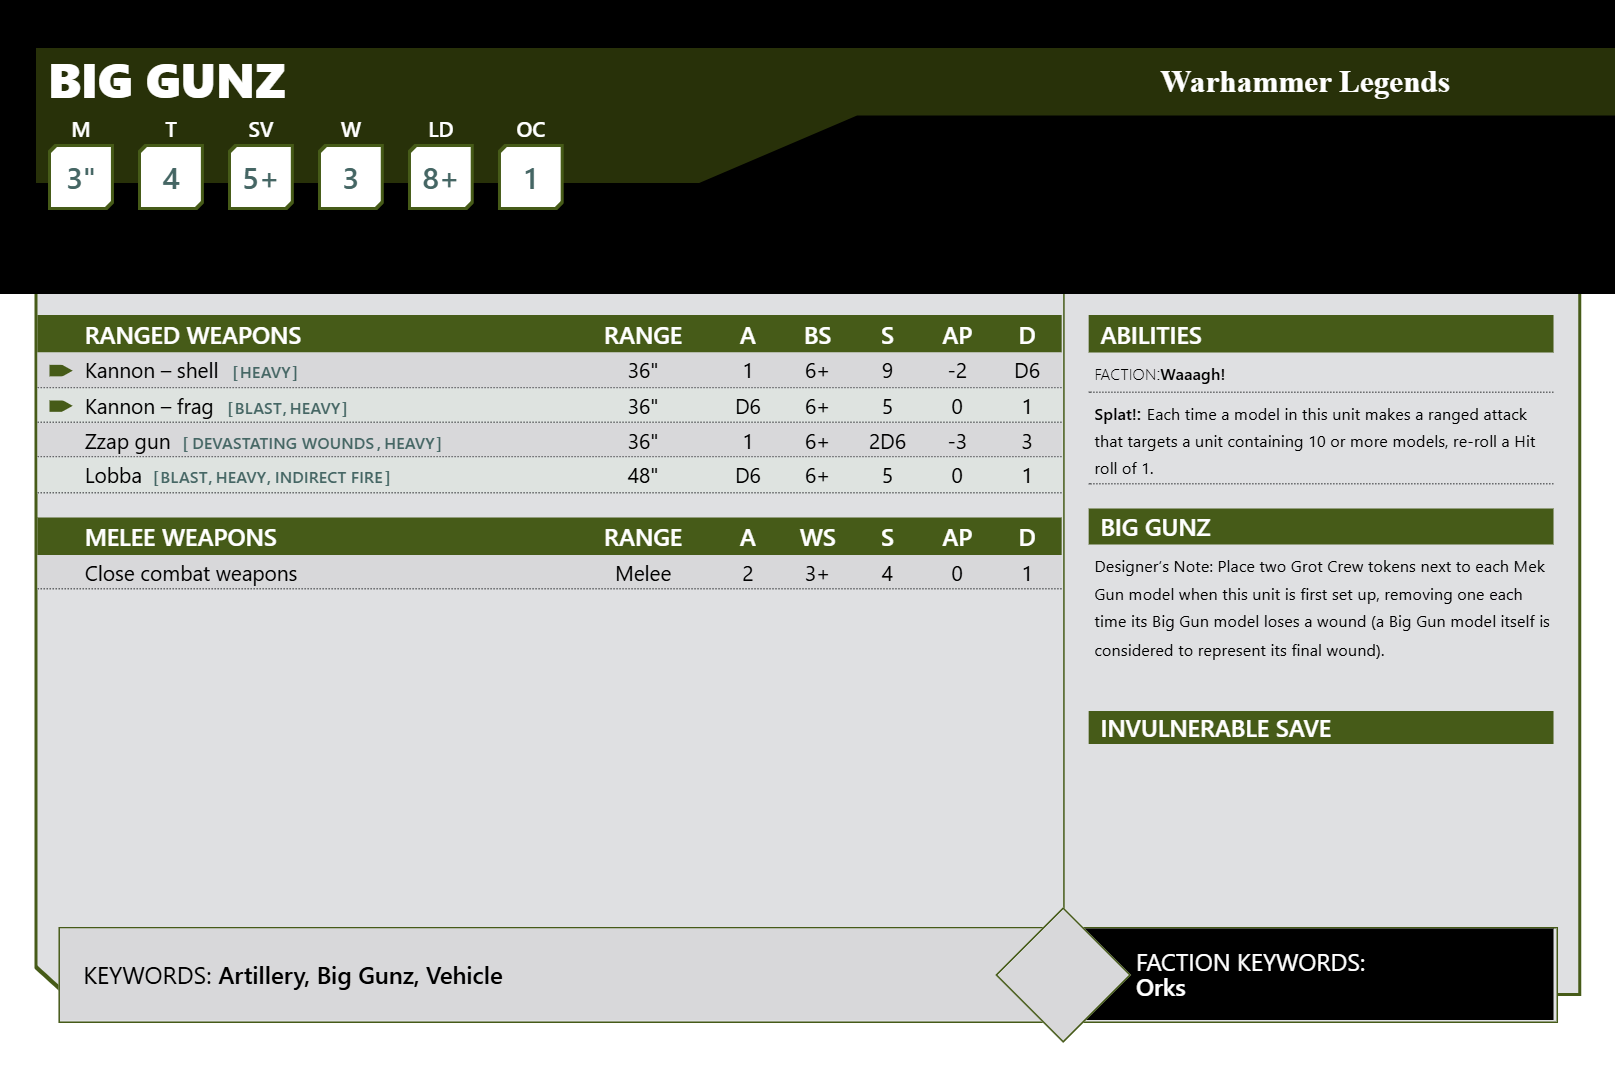 BIG GUNZ
Warhammer Legends
M T SV W LD OC
3" 4 5+ 3 8+ 1
RANGED WEAPONS RANGE A BS S AP D
Kannon – shell [HEAVY] 36" 1 6+ 9 -2 D6
Kannon – frag [BLAST, HEAVY] 36" D6 6+ 5 0 1
Zzap gun [ DEVASTATING WOUNDS , HEAVY] 36" 1 6+ 2D6 -3 3
Lobba [BLAST, HEAVY, INDIRECT FIRE] 48" D6 6+ 5 0 1
MELEE WEAPONS RANGE A WS S AP D
Close combat weapons Melee 2 3+ 4 0 1
ABILITIES
FACTION:Waaagh!
Splat!: Each time a model in this unit makes a ranged attack
that targets a unit containing 10 or more models, re-roll a Hit
roll of 1.
BIG GUNZ
Designer’s Note: Place two Grot Crew tokens next to each Mek
Gun model when this unit is first set up, removing one each
time its Big Gun model loses a wound (a Big Gun model itself is
considered to represent its final wound).
INVULNERABLE SAVE
KEYWORDS: Artillery, Big Gunz, Vehicle
FACTION KEYWORDS:
Orks